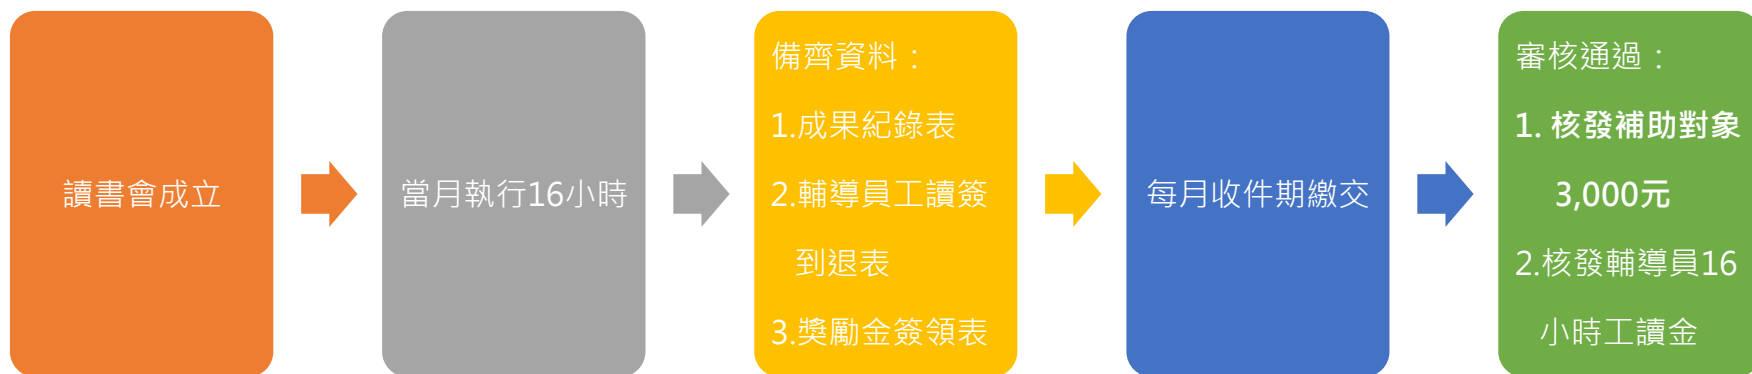 讀書會成立
當月執行16小時
備齊資料：
1.成果紀錄表
2.輔導員工讀簽
到退表
3.獎勵金簽領表
每月收件期繳交
審核通過：
1. 核發補助對象
3,000元
2.核發輔導員16
小時工讀金